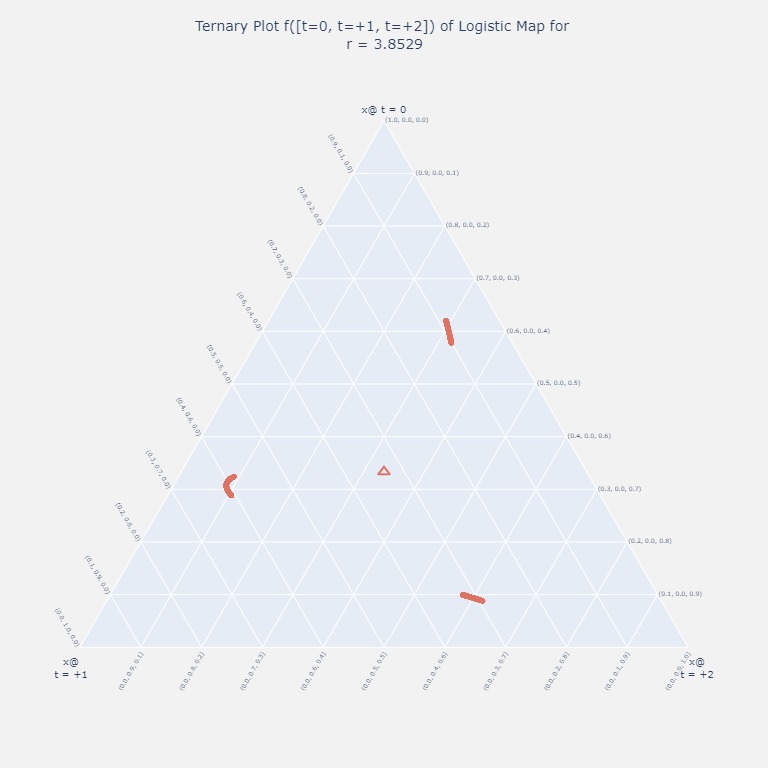 Ternary Plot f([t=0, t=+1, t=+2]) of Logistic Map for
r = 3.8529
x@ t = 0
(1.0, 0.0, 0.0)
(0.9, 0.1, 0.0)
(0.9, 0.0, 0.1)
(0.8, 0.2, 0.0)
(0.8, 0.0, 0.2)
(0.7, 0.3, 0.0)
(0.7, 0.0, 0.3)
(0.6, 0.4, 0.0)
(0.6, 0.0, 0.4)
(0.5, 0.5, 0.0)
(0.5, 0.0, 0.5)
(0.4, 0.6, 0.0)
(0.4, 0.0, 0.6)
(0.3, 0.7, 0.0)
(0.3, 0.0, 0.7)
(0.2, 0.8, 0.0)
(0.2, 0.0, 0.8)
(0.1, 0.9, 0.0)
(0.1, 0.0, 0.9)
(0.0, 1.0, 0.0)
x@
t = +1
(0.0, 0.9, 0.1)
(0.0, 0.8, 0.2)
(0.0, 0.7, 0.3)
(0.0, 0.6, 0.4)
(0.0, 0.5, 0.5)
(0.0, 0.4, 0.6)
(0.0, 0.3, 0.7)
(0.0, 0.2, 0.8)
(0.0, 0.1, 0.9)
(0.0, 0.0, 1.0)
x@
t = +2